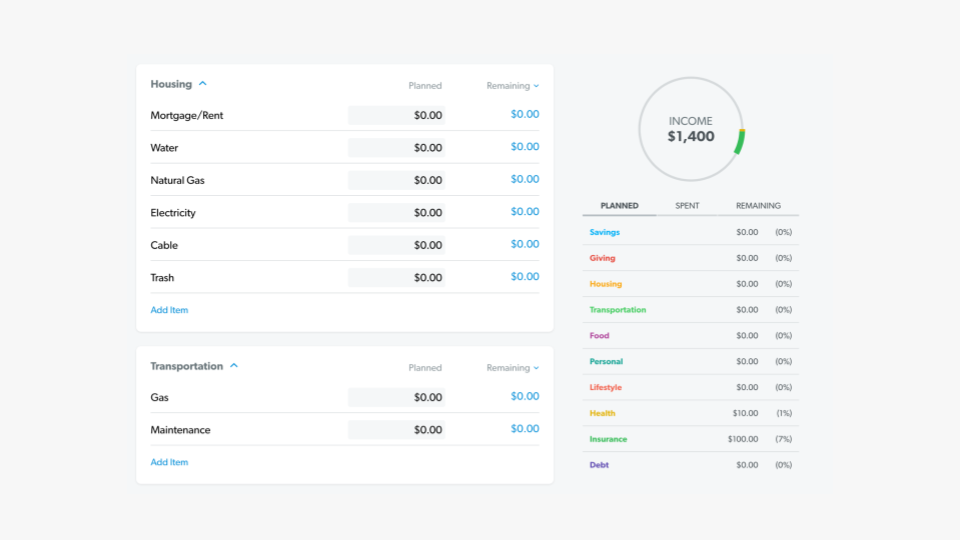 Housing Planned Remaining
Mortgage/Rent $0.00 $0.00
Water $0.00 $0.00
Natural Gas $0.00 $0.00
Electricity $0.00 $0.00
Cable $0.00 $0.00
Trash $0.00 $0.00
Add Item
Transportation Planned Remaining
Gas $0.00 $0.00
Maintenance $0.00 $0.00
Add Item
INCOME
$1,400
PLANNED SPENT REMAINING
Savings $0.00 (0%)
Giving $0.00 (0%)
Housing $0.00 (0%)
Transportation $0.00 (0%)
Food $0.00 (0%)
Personal $0.00 (0%)
Lifestyle $0.00 (0%)
Health $10.00 (1%)
Insurance $100.00 (7%)
Debt $0.00 (0%)